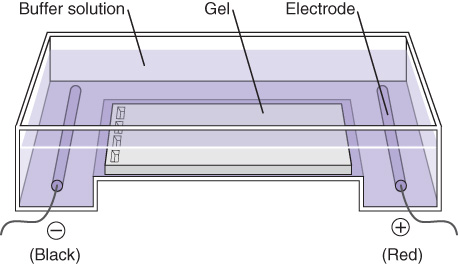 Buffer solution Gel Electrode
− +
(Black) (Red)